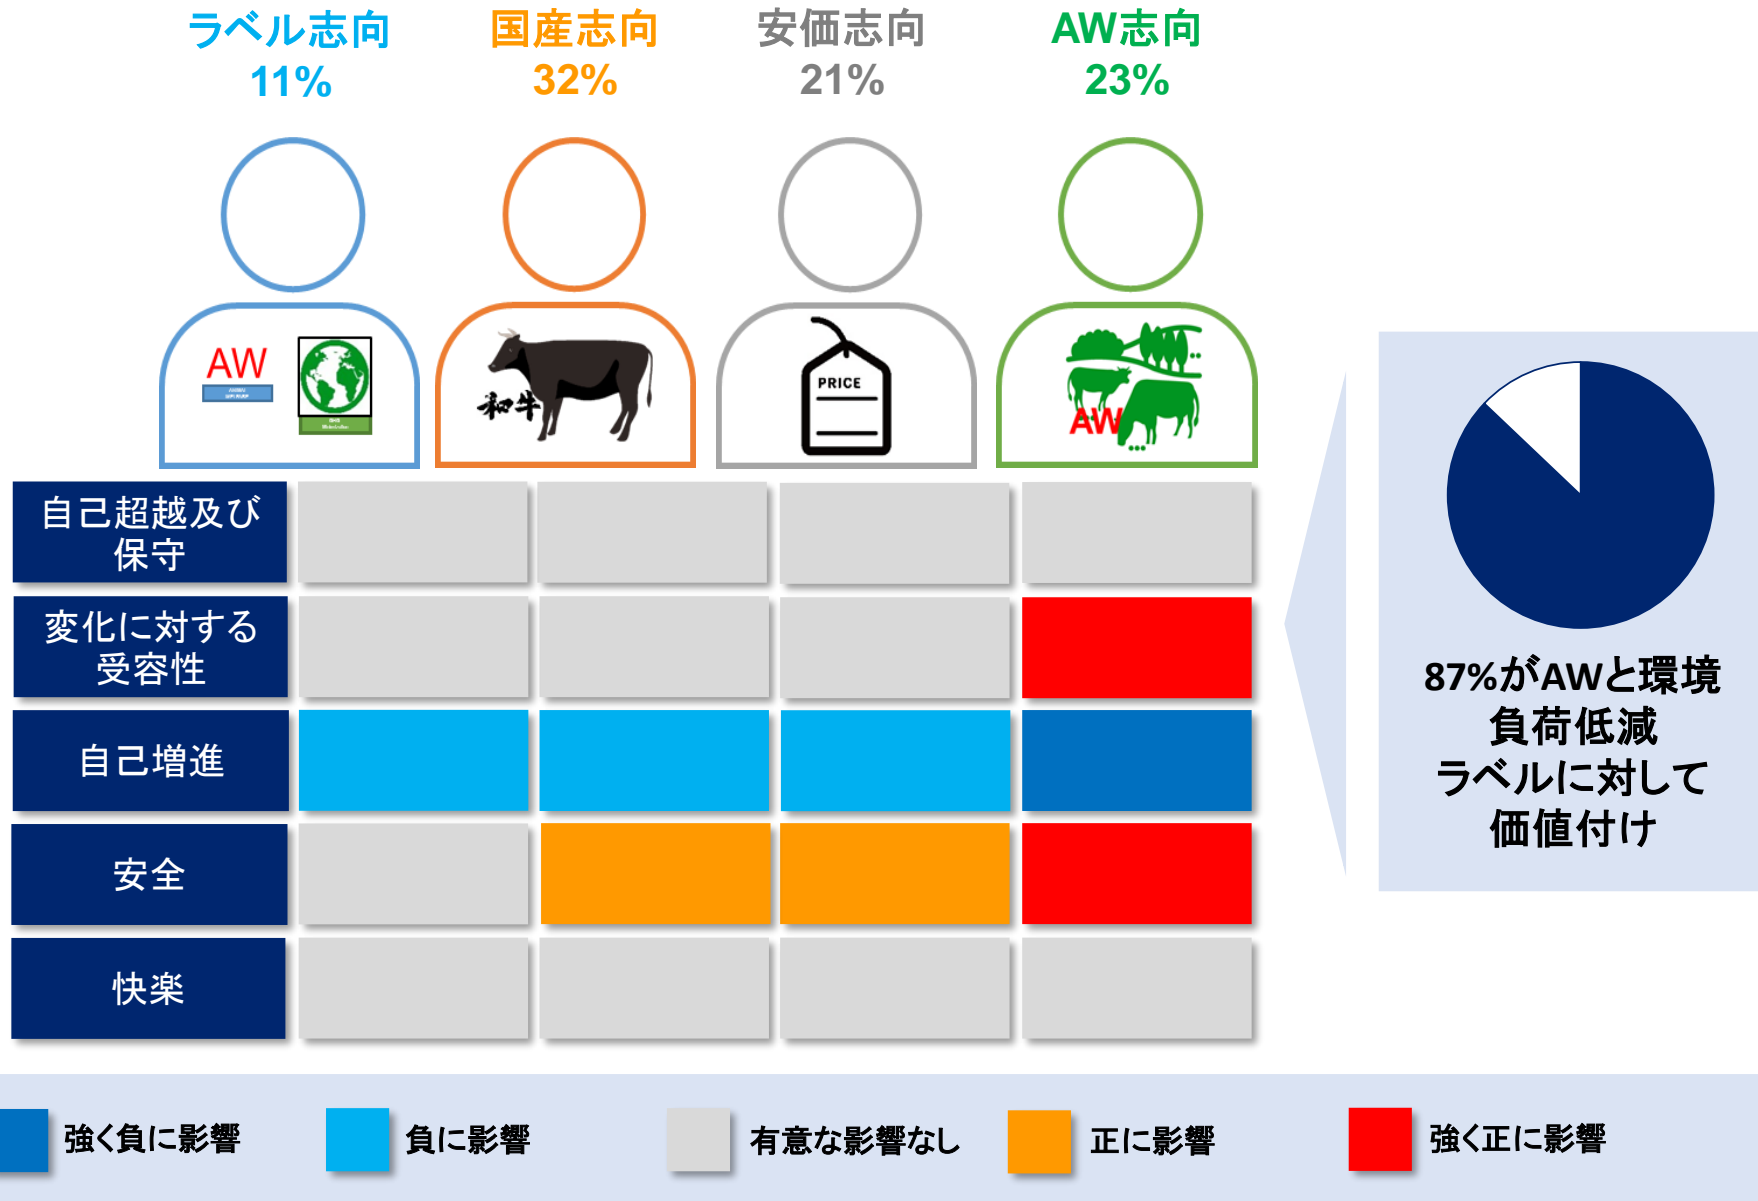 ラベル志向
11%
国産志向
32%
安価志向
21%
AW志向
23%
AW
和牛
PRICE
AW
自己超越及び
保守
変化に対する
受容性
自己増進
安全
快楽
87%がAWと環境
負荷低減
ラベルに対して
価値付け
強く負に影響
負に影響
有意な影響なし
正に影響
強く正に影響